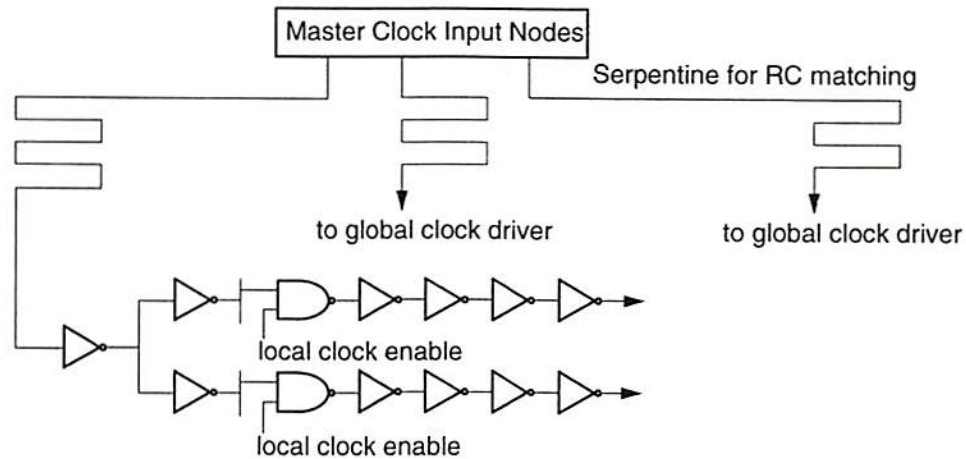 Master Clock Input Nodes
Serpentine for RC matching
to global clock driver
to global clock driver
local clock enable
local clock enable